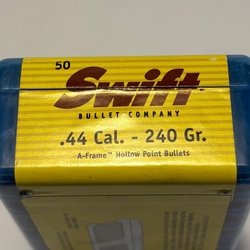 50
Swift
BULLET COMPANY
.44 Cal. - 240 Gr.
A-Frame™ Hollow Point Bullets